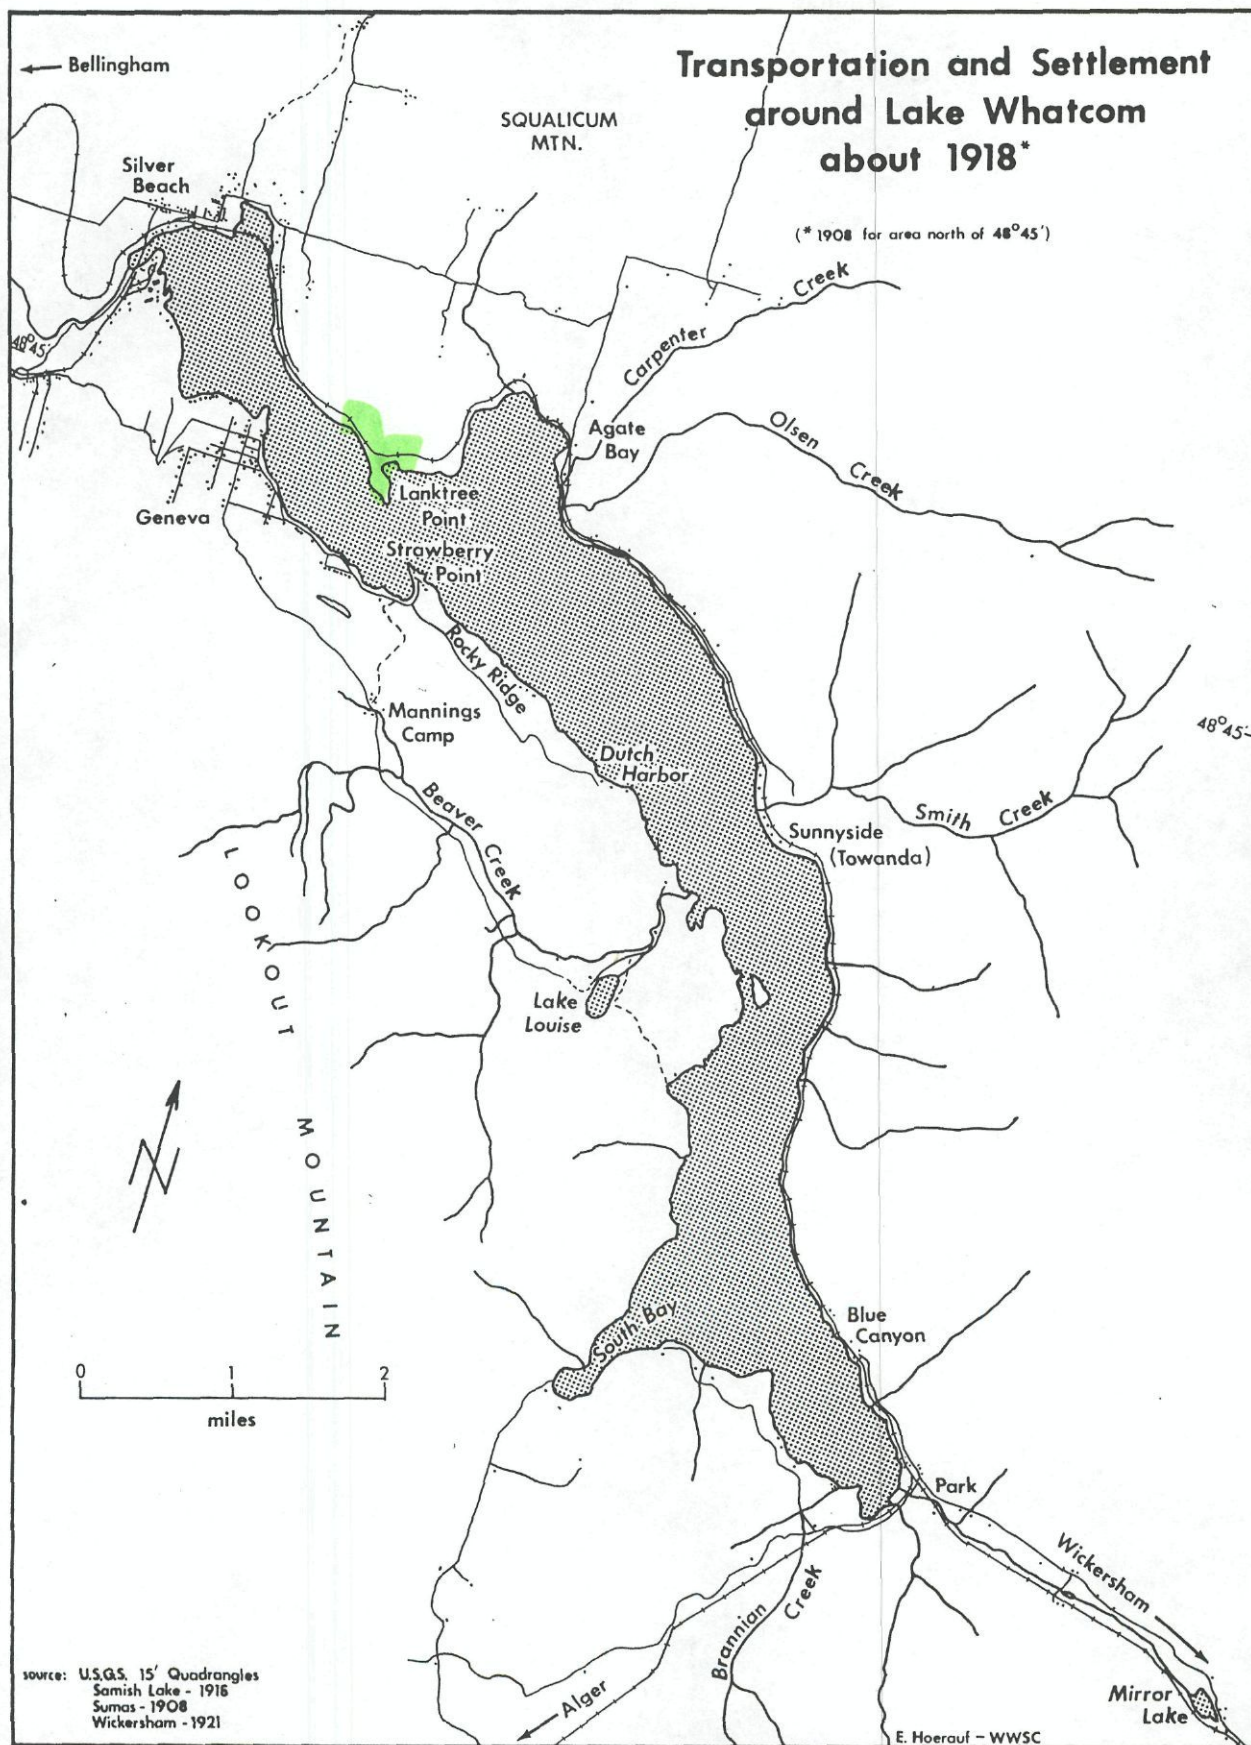 Transportation and Settlement
around Lake Whatcom
about 1918*
(* 1908 for area north of 48°45')
Bellingham
SQUALICUM
MTN.
Silver
Beach
48°45'
Carpenter Creek
Agate
Bay
Olsen Creek
Lanktree
Point
Geneva
Strawberry
Point
Rocky Ridge
Mannings
Camp
48°45'
Dutch
Harbor
Beaver Creek
Smith Creek
Sunnyside
(Towanda)
LOOKOUT MOUNTAIN
Lake
Louise
N
South Bay
Blue
Canyon
0 1 2
miles
Park
Wickersham
Brannian Creek
Alger
Mirror
Lake
source: U.S.G.S. 15' Quadrangles
Samish Lake - 1918
Sumas - 1908
Wickersham - 1921
E. Hoerauf - WWSC